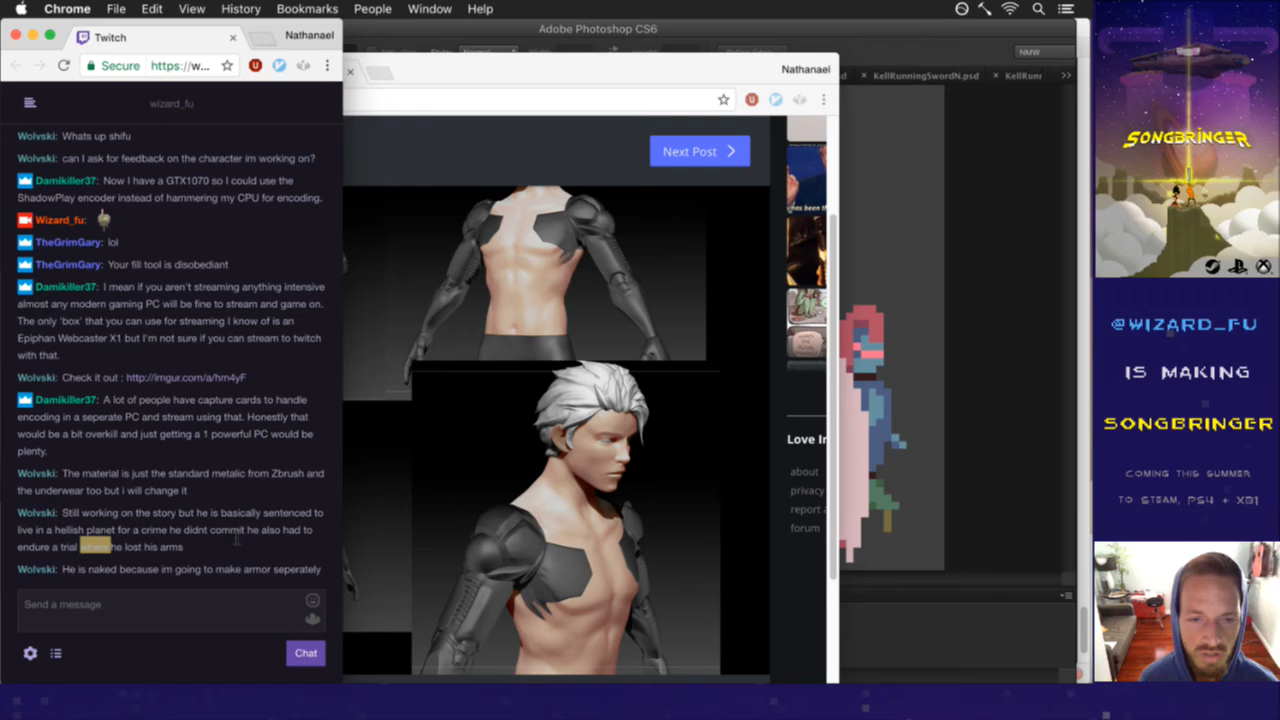 Chrome File Edit View History Bookmarks People Window Help
Adobe Photoshop CS6
Twitch
Nathanael
Secure https://w...
wizard_fu
Wolvski: Whats up shifu
Wolvski: can I ask for feedback on the character im working on?
Damikiller37: Now I have a GTX1070 so I could use the
ShadowPlay encoder instead of hammering my CPU for encoding.
Wizard_fu:
TheGrimGary: lol
TheGrimGary: Your fill tool is disobediant
Damikiller37: I mean if you aren't streaming anything intensive
almost any modern gaming PC will be fine to stream and game on.
The only 'box' that you can use for streaming I know of is an
Epiphan Webcaster X1 but I'm not sure if you can stream to twitch
with that.
Wolvski: Check it out : http://imgur.com/a/hm4yF
Damikiller37: A lot of people have capture cards to handle
encoding in a seperate PC and stream using that. Honestly that
would be a bit overkill and just getting a 1 powerful PC would be
plenty.
Wolvski: The material is just the standard metalic from Zbrush and
the underwear too but i will change it
Wolvski: Still working on the story but he is basically sentenced to
live in a hellish planet for a crime he didnt commit he also had to
endure a trial where he lost his arms
Wolvski: He is naked because im going to make armor seperately
Send a message
Chat
Nathanael
Next Post
has been th
Love Im
about
privacy
report a
forum
NMW
KellRunningSwordN.psd
KellRunr
SONGBRINGER
@WIZARD_FU
IS MAKING
SONGBRINGER
COMING THIS SUMMER
TO STEAM, PS4 + XB1